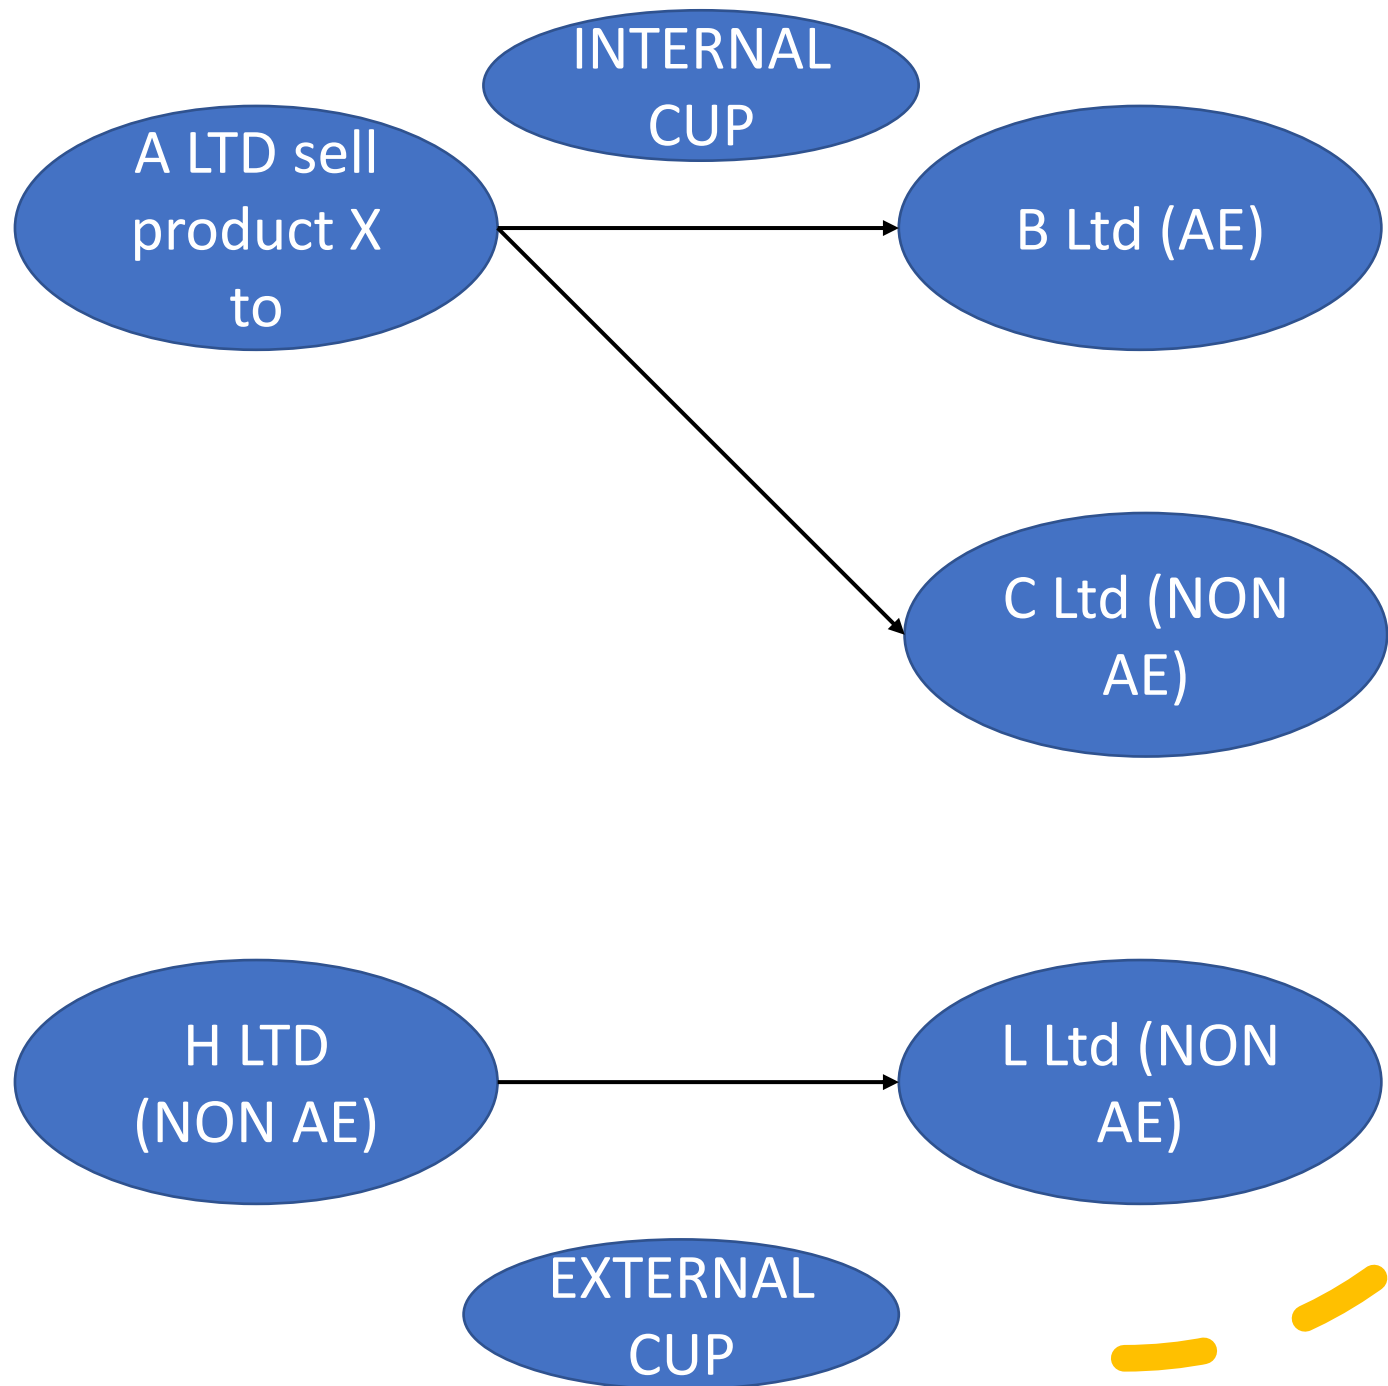 INTERNAL
CUP
A LTD sell
product X
to
B Ltd (AE)
C Ltd (NON
AE)
H LTD
(NON AE)
L Ltd (NON
AE)
EXTERNAL
CUP